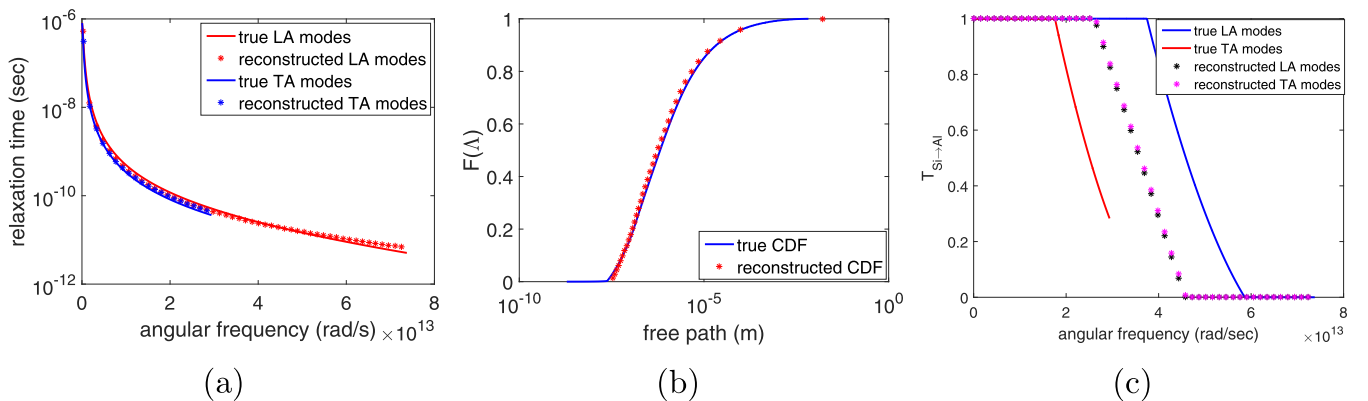 10^-6
10^-8
10^-10
10^-12
relaxation time (sec)
true LA modes
reconstructed LA modes
true TA modes
reconstructed TA modes
0 2 4 6 8
angular frequency (rad/s) ×10^13
(a)
1
0.8
0.6
0.4
0.2
0
F(Λ)
true CDF
reconstructed CDF
10^-10 10^-5 10^0
free path (m)
(b)
1
0.8
0.6
0.4
0.2
0
T_Si→Al
true LA modes
true TA modes
reconstructed LA modes
reconstructed TA modes
0 2 4 6 8
angular frequency (rad/sec) ×10^13
(c)